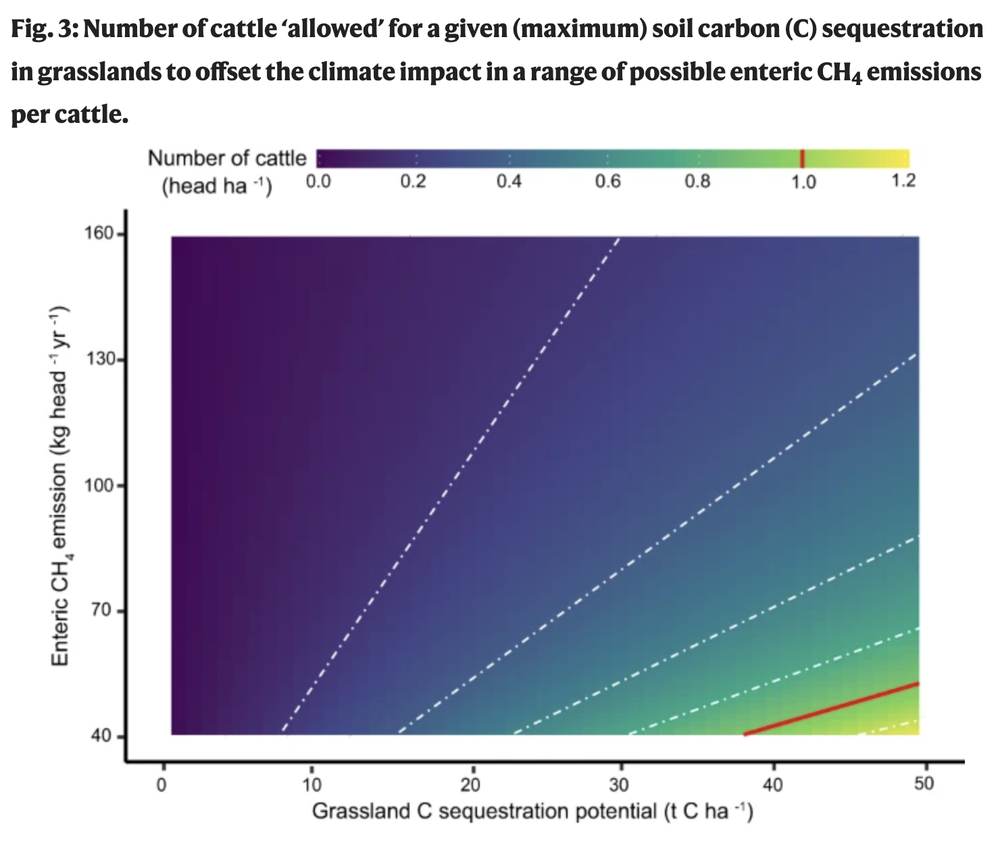 Fig. 3: Number of cattle ‘allowed’ for a given (maximum) soil carbon (C) sequestration
in grasslands to offset the climate impact in a range of possible enteric CH₄ emissions
per cattle.
Number of cattle
(head ha ⁻¹)
0.0 0.2 0.4 0.6 0.8 1.0 1.2
160
130
100
70
40
Enteric CH₄ emission (kg head ⁻¹ yr ⁻¹)
0 10 20 30 40 50
Grassland C sequestration potential (t C ha ⁻¹)